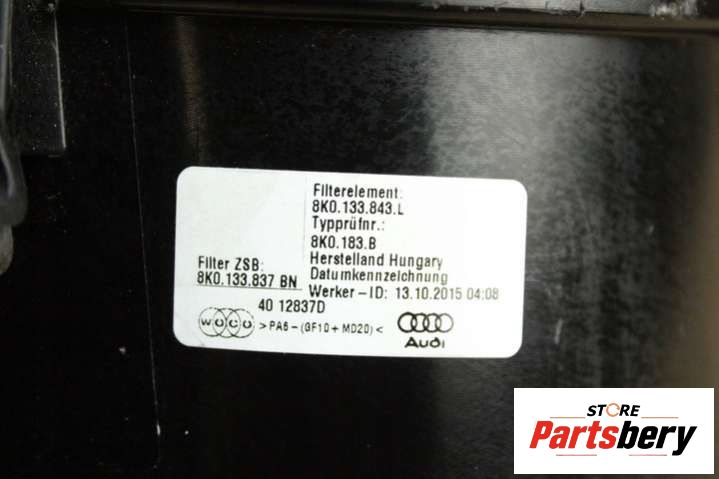 Filterelement:
8K0.133.843.L
Typprüfnr.:
8K0.183.B
Filter ZSB:
Herstelland Hungary
8K0.133.837 BN
Datumkennzeichnung
Werker-ID: 13.10.2015 04:08
40 12837D
WOCO
>PA6-(GF10+MD20)<
Audi
STORE
Partsbery